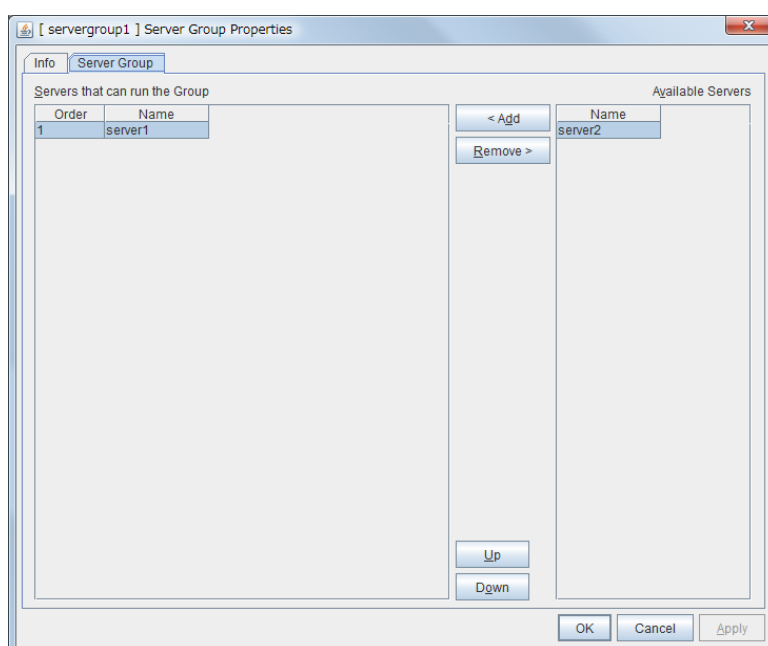 [ servergroup1 ] Server Group Properties
Info Server Group
Servers that can run the Group Available Servers
Order Name < Add Name
1 server1 server2
Remove >
Up
Down
OK Cancel Apply